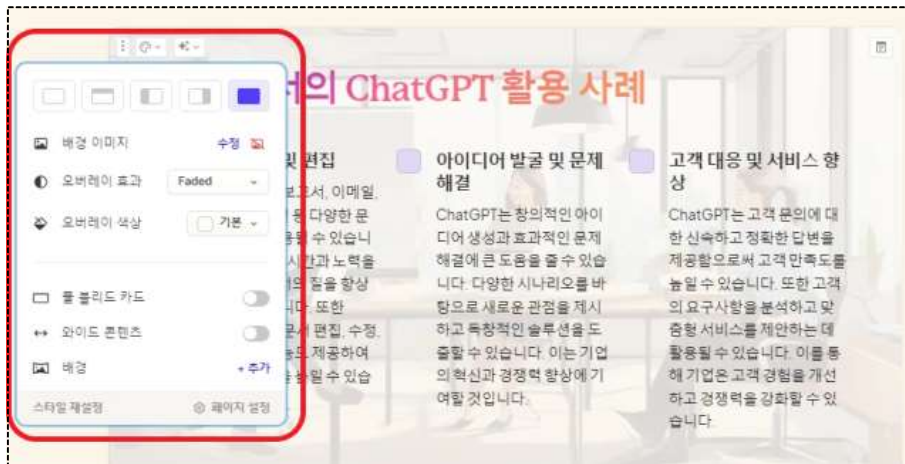 서의 ChatGPT 활용 사례
배경 이미지
수정
오버레이 효과
Faded
오버레이 색상
기본
풀 블리드 카드
와이드 콘텐츠
배경
+ 추가
스타일 재설정
페이지 설정
및 편집
보고서, 이메일,
등 다양한 문
용될 수 있습니
시간과 노력을
서의 질을 향상
니다. 또한
문서 편집, 수정,
능도 제공하여
높일 수 있습
아이디어 발굴 및 문제
해결
ChatGPT는 창의적인 아이
디어 생성과 효과적인 문제
해결에 큰 도움을 줄 수 있습
니다. 다양한 시나리오를 바
탕으로 새로운 관점을 제시
하고 독창적인 솔루션을 도
출할 수 있습니다. 이는 기업
의 혁신과 경쟁력 향상에 기
여할 것입니다.
고객 대응 및 서비스 향
상
ChatGPT는 고객 문의에 대
한 신속하고 정확한 답변을
제공함으로써 고객 만족도를
높일 수 있습니다. 또한 고객
의 요구사항을 분석하고 맞
춤형 서비스를 제안하는 데
활용될 수 있습니다. 이를 통
해 기업은 고객 경험을 개선
하고 경쟁력을 강화할 수 있
습니다.